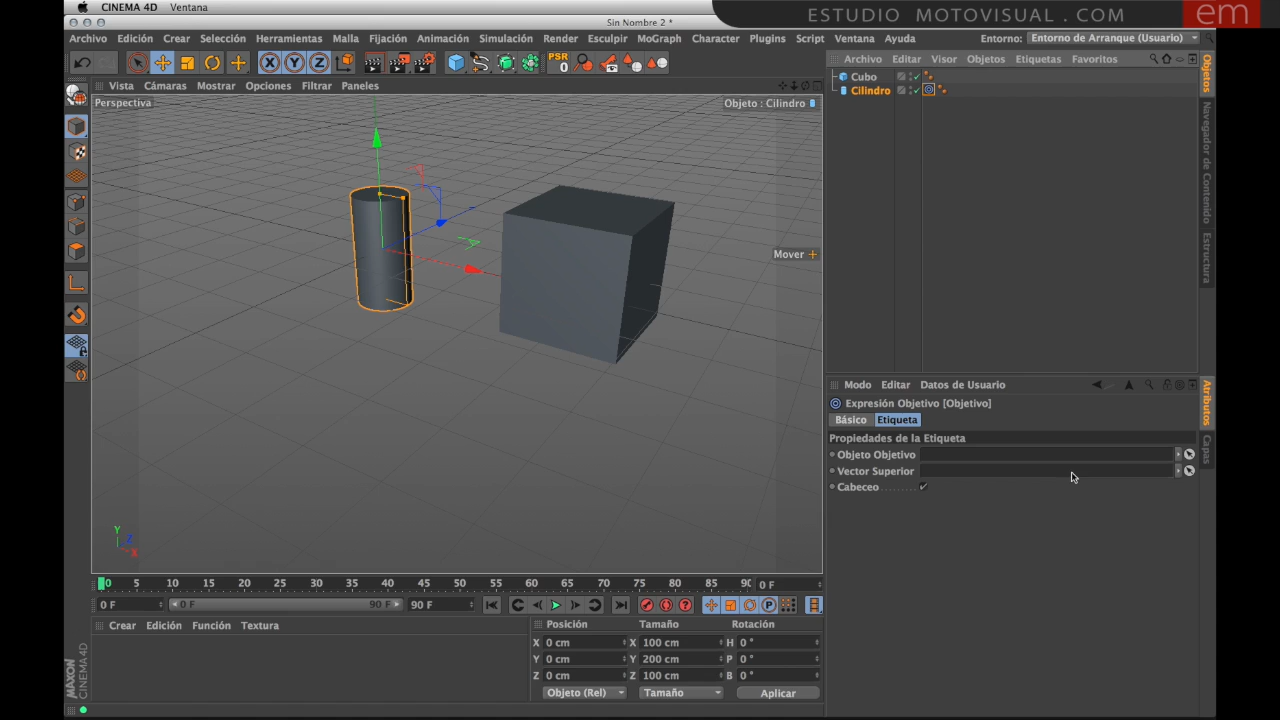 CINEMA 4D Ventana
ESTUDIO MOTOVISUAL . COM em
Sin Nombre 2 *
Archivo Edición Crear Selección Herramientas Malla Fijación Animación Simulación Render Esculpir MoGraph Character Plugins Script Ventana Ayuda Entorno: Entorno de Arranque (Usuario)
X Y Z PSR 0
Archivo Editar Visor Objetos Etiquetas Favoritos
Vista Cámaras Mostrar Opciones Filtrar Paneles
Perspectiva
Objeto : Cilindro
Cubo
Cilindro
Objetos
Navegador de Contenido
Estructura
Mover
Modo Editar Datos de Usuario
Expresión Objetivo [Objetivo]
Básico Etiqueta
Propiedades de la Etiqueta
Objeto Objetivo
Vector Superior
Cabeceo
Atributos
Capas
Y Z X
0 5 10 15 20 25 30 35 40 45 50 55 60 65 70 75 80 85 90 0 F
0 F 0 F 90 F 90 F
Crear Edición Función Textura
Posición Tamaño Rotación
X 0 cm X 100 cm H 0 °
Y 0 cm Y 200 cm P 0 °
Z 0 cm Z 100 cm B 0 °
Objeto (Rel) Tamaño Aplicar
MAXON
CINEMA 4D